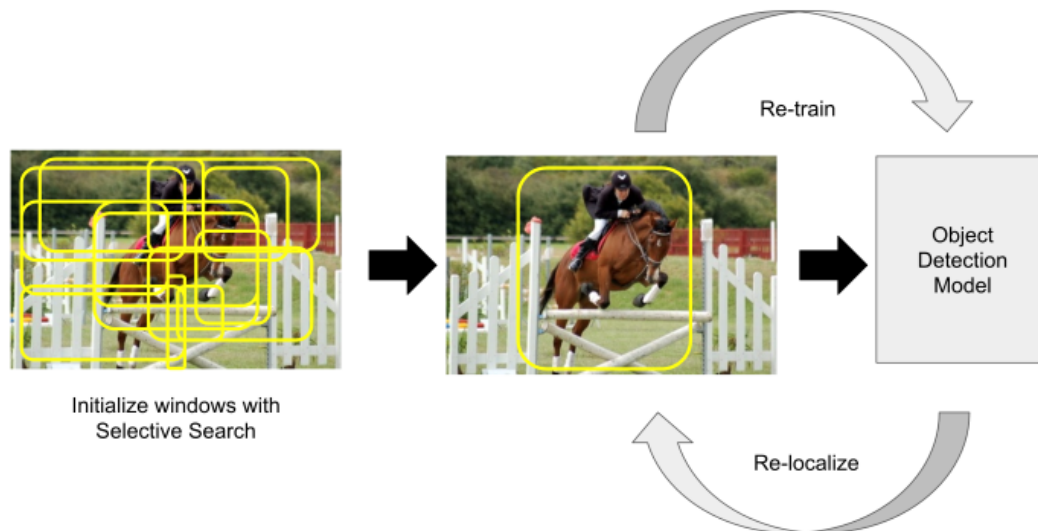 Re-train
Object
Detection
Model
Initialize windows with
Selective Search
Re-localize